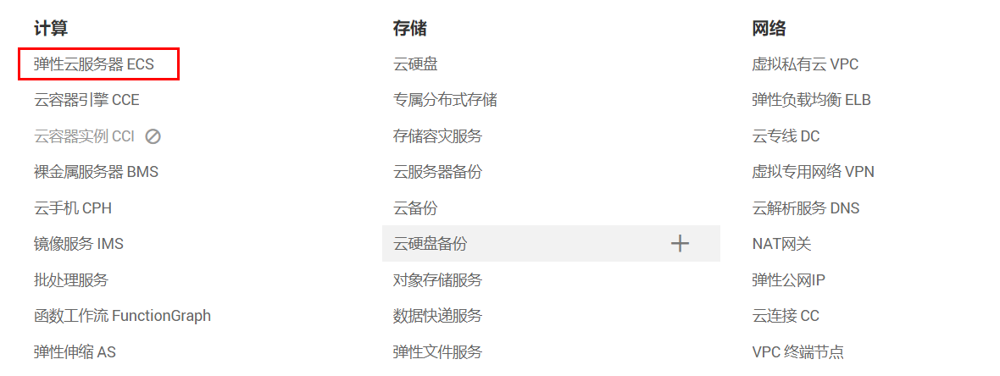 计算
弹性云服务器 ECS
云容器引擎 CCE
云容器实例 CCI
裸金属服务器 BMS
云手机 CPH
镜像服务 IMS
批处理服务
函数工作流 FunctionGraph
弹性伸缩 AS
存储
云硬盘
专属分布式存储
存储容灾服务
云服务器备份
云备份
云硬盘备份
对象存储服务
数据快递服务
弹性文件服务
网络
虚拟私有云 VPC
弹性负载均衡 ELB
云专线 DC
虚拟专用网络 VPN
云解析服务 DNS
NAT网关
弹性公网IP
云连接 CC
VPC 终端节点